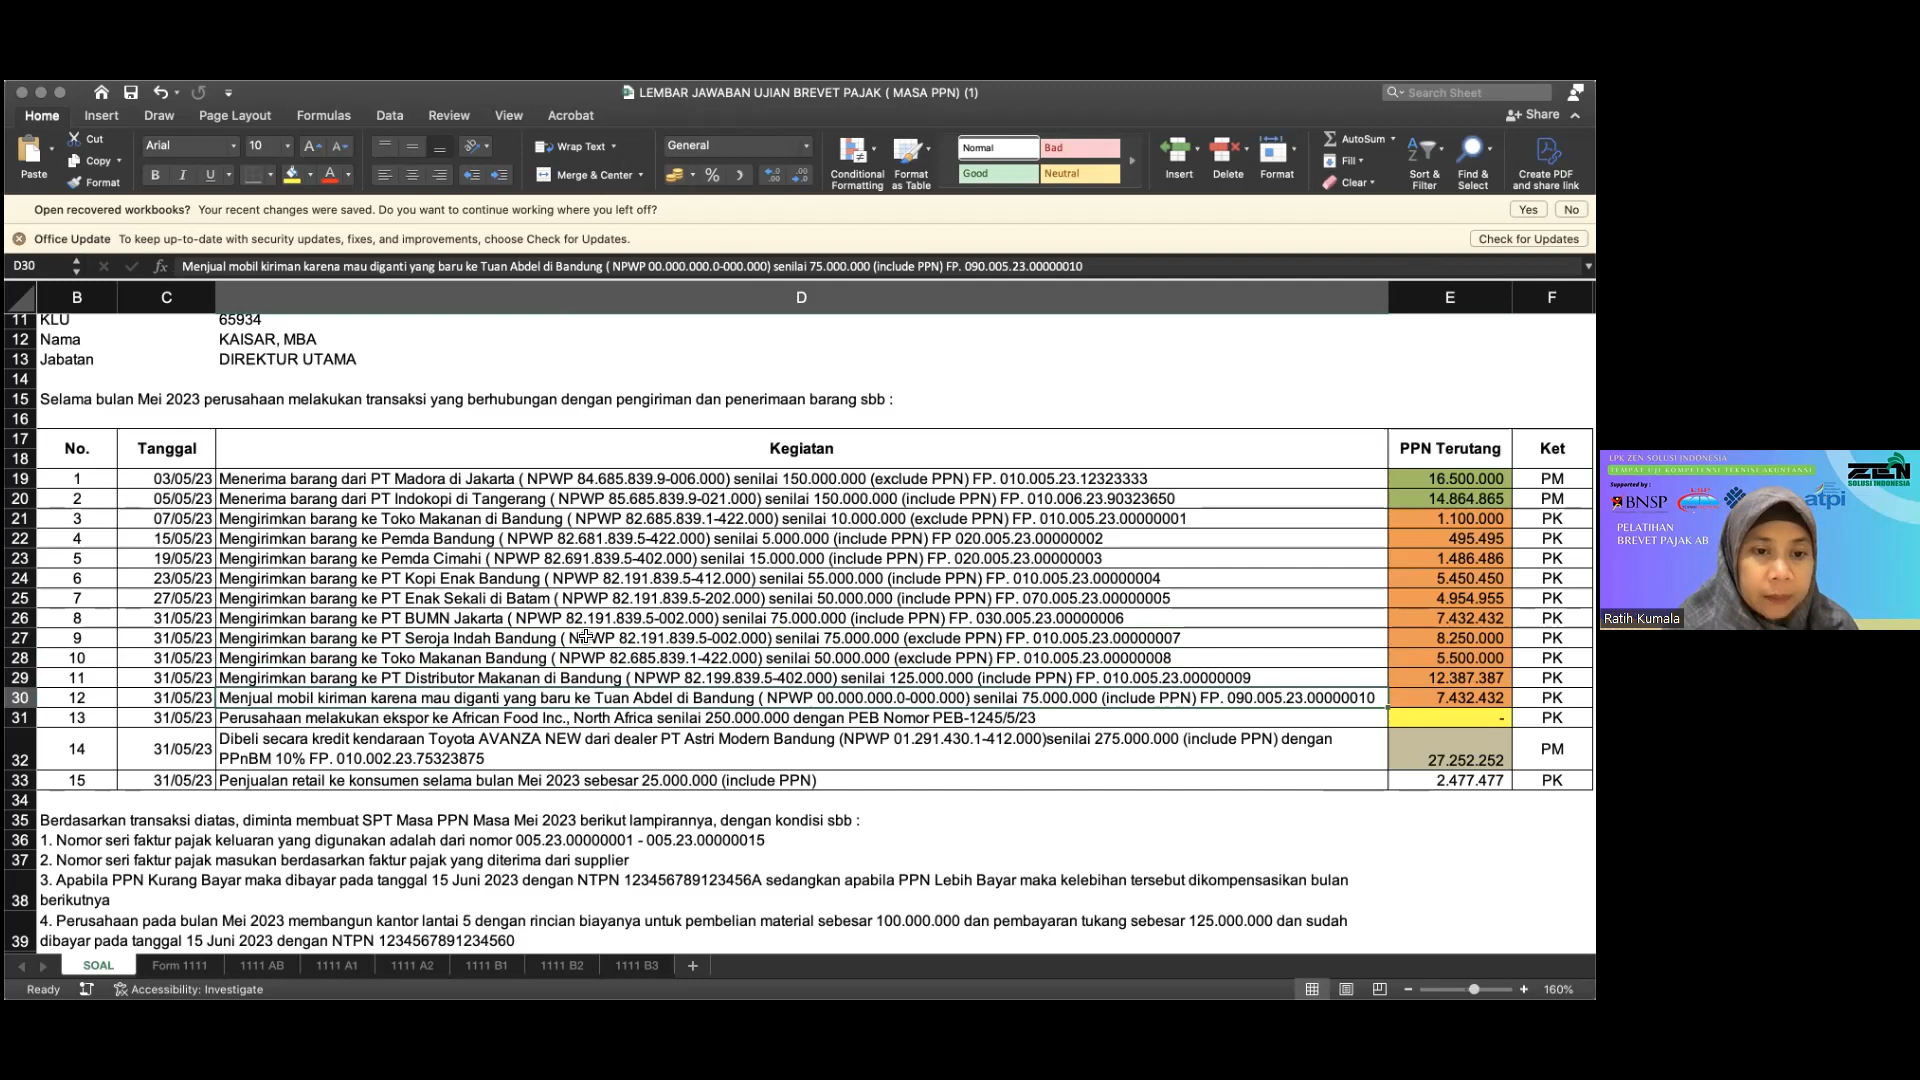 LEMBAR JAWABAN UJIAN BREVET PAJAK ( MASA PPN) (1)
Search Sheet
Home Insert Draw Page Layout Formulas Data Review View Acrobat
Share
Paste
Cut
Copy
Format
Arial
10
B I U
Wrap Text
Merge & Center
General
Conditional Formatting
Format as Table
Normal
Bad
Good
Neutral
Insert
Delete
Format
AutoSum
Fill
Clear
Sort & Filter
Find & Select
Create PDF and share link
Open recovered workbooks? Your recent changes were saved. Do you want to continue working where you left off?
Yes
No
Office Update To keep up-to-date with security updates, fixes, and improvements, choose Check for Updates.
Check for Updates
D30
fx Menjual mobil kiriman karena mau diganti yang baru ke Tuan Abdel di Bandung ( NPWP 00.000.000.0-000.000) senilai 75.000.000 (include PPN) FP. 090.005.23.00000010
B C D E F
11 KLU 65934
12 Nama KAISAR, MBA
13 Jabatan DIREKTUR UTAMA
14
15 Selama bulan Mei 2023 perusahaan melakukan transaksi yang berhubungan dengan pengiriman dan penerimaan barang sbb :
16
17
18 No. Tanggal Kegiatan PPN Terutang Ket
19 1 03/05/23 Menerima barang dari PT Madora di Jakarta ( NPWP 84.685.839.9-006.000) senilai 150.000.000 (exclude PPN) FP. 010.005.23.12323333 16.500.000 PM
20 2 05/05/23 Menerima barang dari PT Indokopi di Tangerang ( NPWP 85.685.839.9-021.000) senilai 150.000.000 (include PPN) FP. 010.006.23.90323650 14.864.865 PM
21 3 07/05/23 Mengirimkan barang ke Toko Makanan di Bandung ( NPWP 82.685.839.1-422.000) senilai 10.000.000 (exclude PPN) FP. 010.005.23.00000001 1.100.000 PK
22 4 15/05/23 Mengirimkan barang ke Pemda Bandung ( NPWP 82.681.839.5-422.000) senilai 5.000.000 (include PPN) FP 020.005.23.00000002 495.495 PK
23 5 19/05/23 Mengirimkan barang ke Pemda Cimahi ( NPWP 82.691.839.5-402.000) senilai 15.000.000 (include PPN) FP. 020.005.23.00000003 1.486.486 PK
24 6 23/05/23 Mengirimkan barang ke PT Kopi Enak Bandung ( NPWP 82.191.839.5-412.000) senilai 55.000.000 (include PPN) FP. 010.005.23.00000004 5.450.450 PK
25 7 27/05/23 Mengirimkan barang ke PT Enak Sekali di Batam ( NPWP 82.191.839.5-202.000) senilai 50.000.000 (include PPN) FP. 070.005.23.00000005 4.954.955 PK
26 8 31/05/23 Mengirimkan barang ke PT BUMN Jakarta ( NPWP 82.191.839.5-002.000) senilai 75.000.000 (include PPN) FP. 030.005.23.00000006 7.432.432 PK
27 9 31/05/23 Mengirimkan barang ke PT Seroja Indah Bandung ( NPWP 82.191.839.5-002.000) senilai 75.000.000 (exclude PPN) FP. 010.005.23.00000007 8.250.000 PK
28 10 31/05/23 Mengirimkan barang ke Toko Makanan Bandung ( NPWP 82.685.839.1-422.000) senilai 50.000.000 (exclude PPN) FP. 010.005.23.00000008 5.500.000 PK
29 11 31/05/23 Mengirimkan barang ke PT Distributor Makanan di Bandung ( NPWP 82.199.839.5-402.000) senilai 125.000.000 (include PPN) FP. 010.005.23.00000009 12.387.387 PK
30 12 31/05/23 Menjual mobil kiriman karena mau diganti yang baru ke Tuan Abdel di Bandung ( NPWP 00.000.000.0-000.000) senilai 75.000.000 (include PPN) FP. 090.005.23.00000010 7.432.432 PK
31 13 31/05/23 Perusahaan melakukan ekspor ke African Food Inc., North Africa senilai 250.000.000 dengan PEB Nomor PEB-1245/5/23 - PK
32 14 31/05/23 Dibeli secara kredit kendaraan Toyota AVANZA NEW dari dealer PT Astri Modern Bandung (NPWP 01.291.430.1-412.000)senilai 275.000.000 (include PPN) dengan
PPnBM 10% FP. 010.002.23.75323875 27.252.252 PM
33 15 31/05/23 Penjualan retail ke konsumen selama bulan Mei 2023 sebesar 25.000.000 (include PPN) 2.477.477 PK
34
35 Berdasarkan transaksi diatas, diminta membuat SPT Masa PPN Masa Mei 2023 berikut lampirannya, dengan kondisi sbb :
36 1. Nomor seri faktur pajak keluaran yang digunakan adalah dari nomor 005.23.00000001 - 005.23.00000015
37 2. Nomor seri faktur pajak masukan berdasarkan faktur pajak yang diterima dari supplier
3. Apabila PPN Kurang Bayar maka dibayar pada tanggal 15 Juni 2023 dengan NTPN 123456789123456A sedangkan apabila PPN Lebih Bayar maka kelebihan tersebut dikompensasikan bulan
38 berikutnya
4. Perusahaan pada bulan Mei 2023 membangun kantor lantai 5 dengan rincian biayanya untuk pembelian material sebesar 100.000.000 dan pembayaran tukang sebesar 125.000.000 dan sudah
39 dibayar pada tanggal 15 Juni 2023 dengan NTPN 1234567891234560
SOAL Form 1111 1111 AB 1111 A1 1111 A2 1111 B1 1111 B2 1111 B3
Ready
Accessibility: Investigate
160%
LPK ZEN SOLUSI INDONESIA
TEMPAT UJI KOMPETENSI TEKNISI AKUNTANSI
Supported by :
BNSP
atpi
ZEN
SOLUSI INDONESIA
PELATIHAN
BREVET PAJAK AB
Ratih Kumala